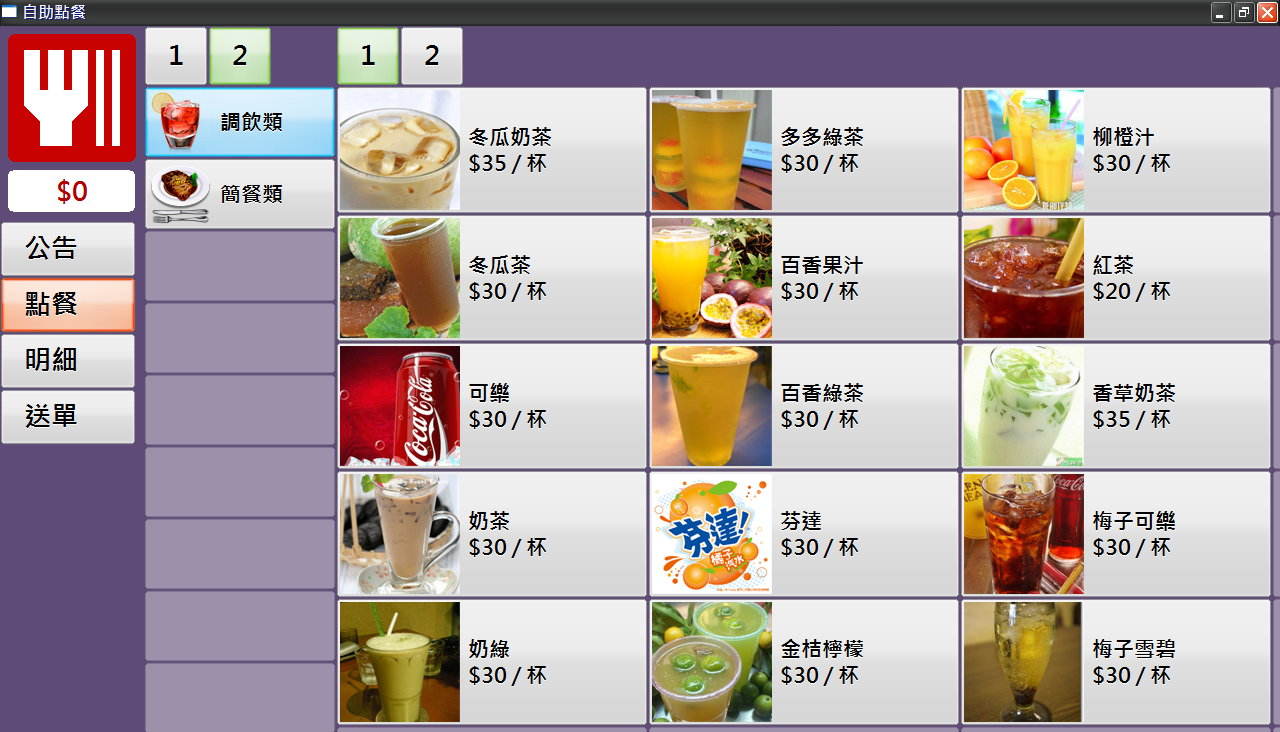 自助點餐
1
2
1
2
$0
公告
點餐
明細
送單
調飲類
簡餐類
冬瓜奶茶
$35 / 杯
多多綠茶
$30 / 杯
柳橙汁
$30 / 杯
冬瓜茶
$30 / 杯
百香果汁
$30 / 杯
紅茶
$20 / 杯
Coca-Cola
可樂
$30 / 杯
百香綠茶
$30 / 杯
香草奶茶
$35 / 杯
奶茶
$30 / 杯
芬達!
橘子
汽水
芬達
$30 / 杯
梅子可樂
$30 / 杯
奶綠
$30 / 杯
金桔檸檬
$30 / 杯
梅子雪碧
$30 / 杯